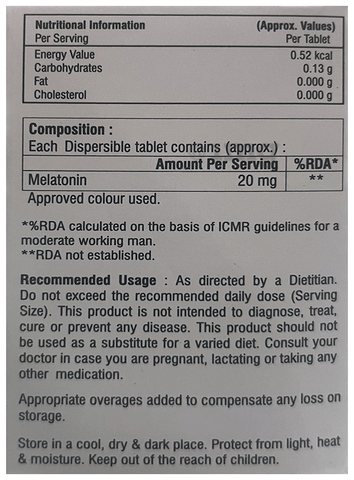 Nutritional Information (Approx. Values)
Per Serving Per Tablet
Energy Value 0.52 kcal
Carbohydrates 0.13 g
Fat 0.000 g
Cholesterol 0.000 g
Composition :
Each Dispersible tablet contains (approx.) :
Amount Per Serving %RDA*
Melatonin 20 mg **
Approved colour used.
*%RDA calculated on the basis of ICMR guidelines for a
moderate working man.
**RDA not established.
Recommended Usage : As directed by a Dietitian.
Do not exceed the recommended daily dose (Serving
Size). This product is not intended to diagnose, treat,
cure or prevent any disease. This product should not
be used as a substitute for a varied diet. Consult your
doctor in case you are pregnant, lactating or taking any
other medication.
Appropriate overages added to compensate any loss on
storage.
Store in a cool, dry & dark place. Protect from light, heat
& moisture. Keep out of the reach of children.